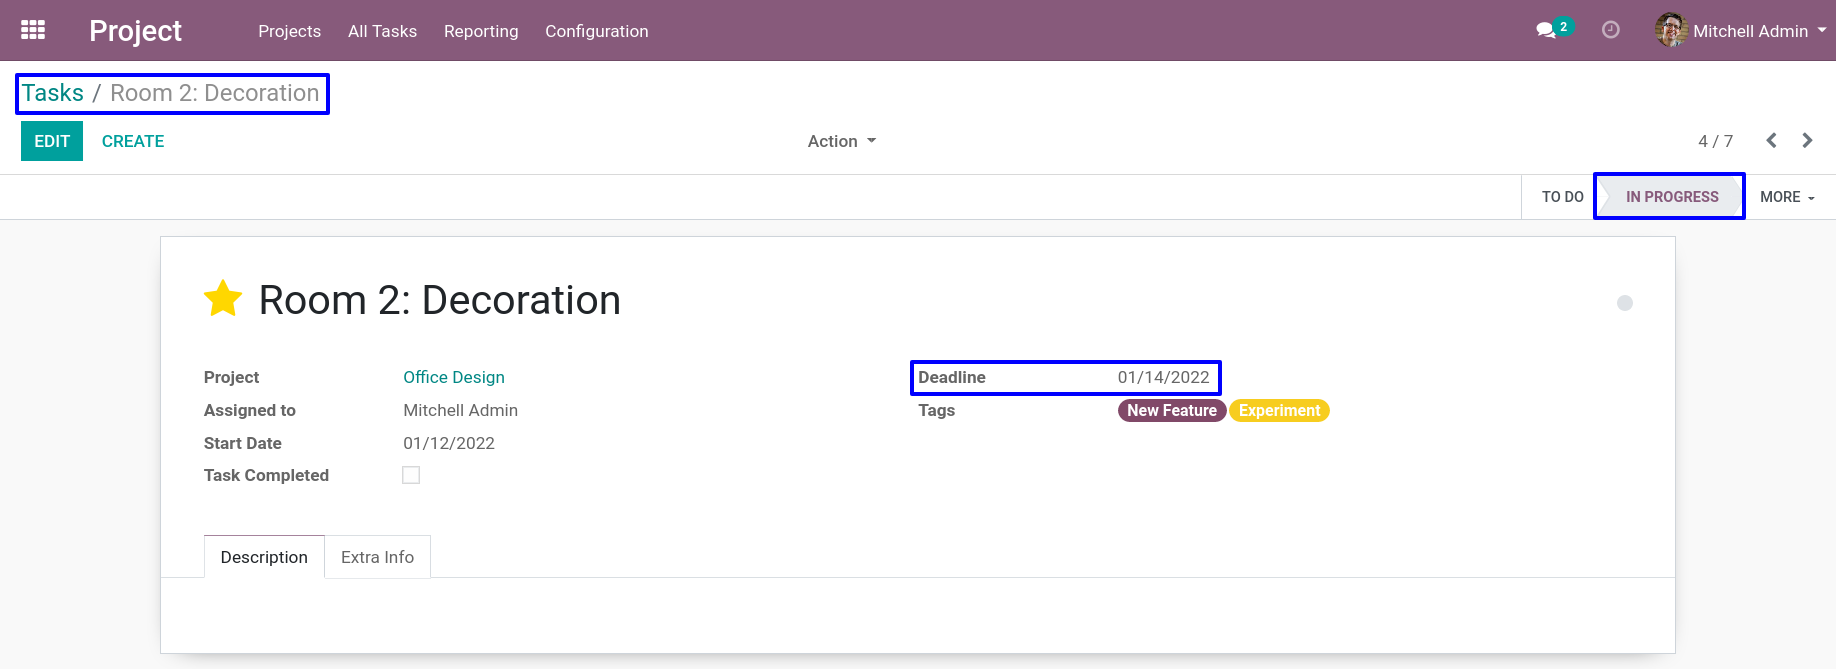 Project Projects All Tasks Reporting Configuration 2 Mitchell Admin
Tasks / Room 2: Decoration
EDIT CREATE Action 4 / 7
TO DO IN PROGRESS MORE
Room 2: Decoration
Project Office Design Deadline 01/14/2022
Assigned to Mitchell Admin Tags New Feature Experiment
Start Date 01/12/2022
Task Completed
Description Extra Info